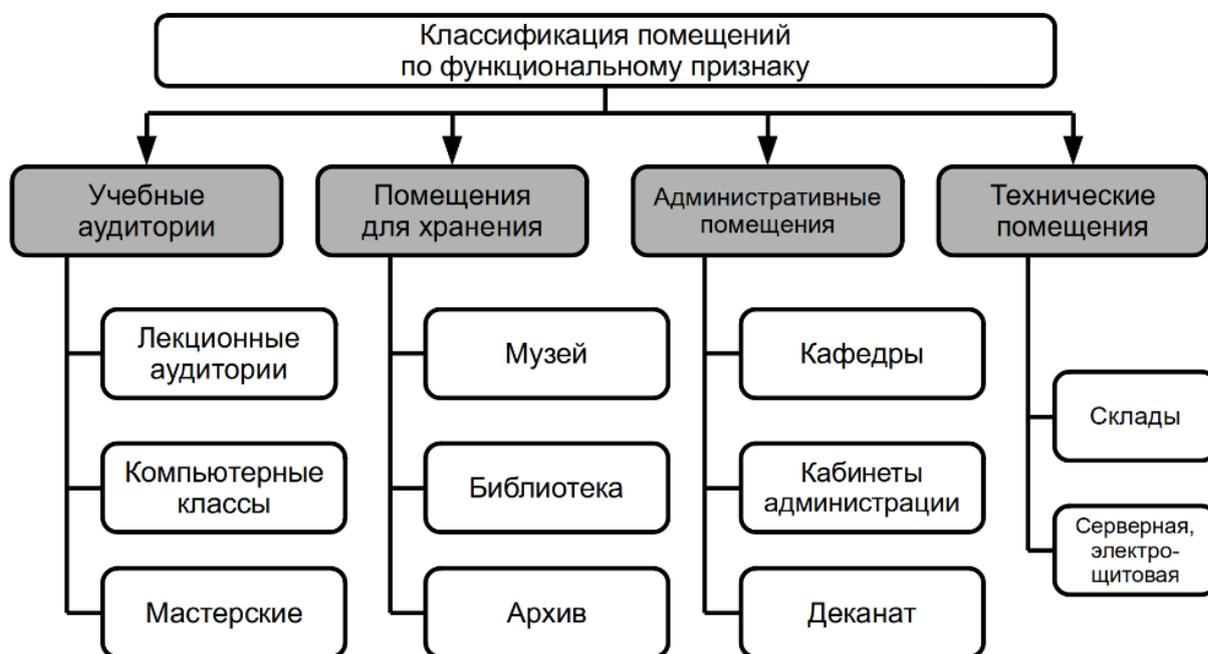 Классификация помещений
по функциональному признаку
Учебные
аудитории
Помещения
для хранения
Административные
помещения
Технические
помещения
Лекционные
аудитории
Музей
Кафедры
Склады
Компьютерные
классы
Библиотека
Кабинеты
администрации
Серверная,
электро-
щитовая
Мастерские
Архив
Деканат